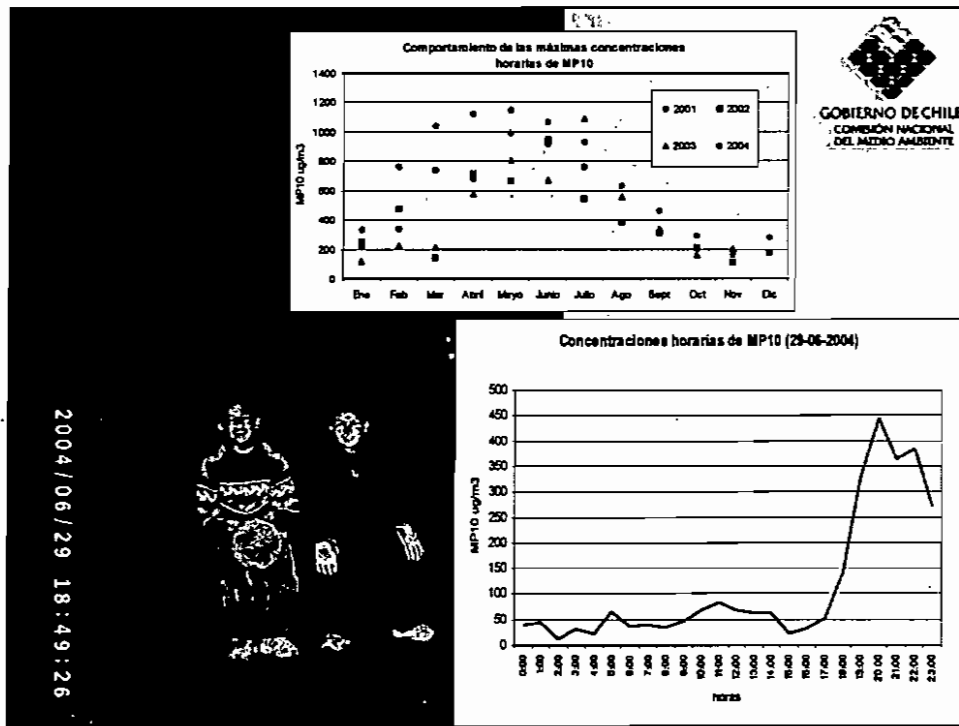 Comportamiento de las máximas concentraciones
horarias de MP10
MP10 ug/m3
1400
1200
1000
800
600
400
200
0
2001
2002
2003
2004
Ene Feb Mar Abril Mayo Junio Julio Ago Sept Oct Nov Dic
GOBIERNO DE CHILE
COMISIÓN NACIONAL
DEL MEDIO AMBIENTE
2004/06/29 18:49:26
Concentraciones horarias de MP10 (29-06-2004)
MP10 ug/m3
500
450
400
350
300
250
200
150
100
50
0
0:00 1:00 2:00 3:00 4:00 5:00 6:00 7:00 8:00 9:00 10:00 11:00 12:00 13:00 14:00 15:00 16:00 17:00 18:00 19:00 20:00 21:00 22:00 23:00
horas